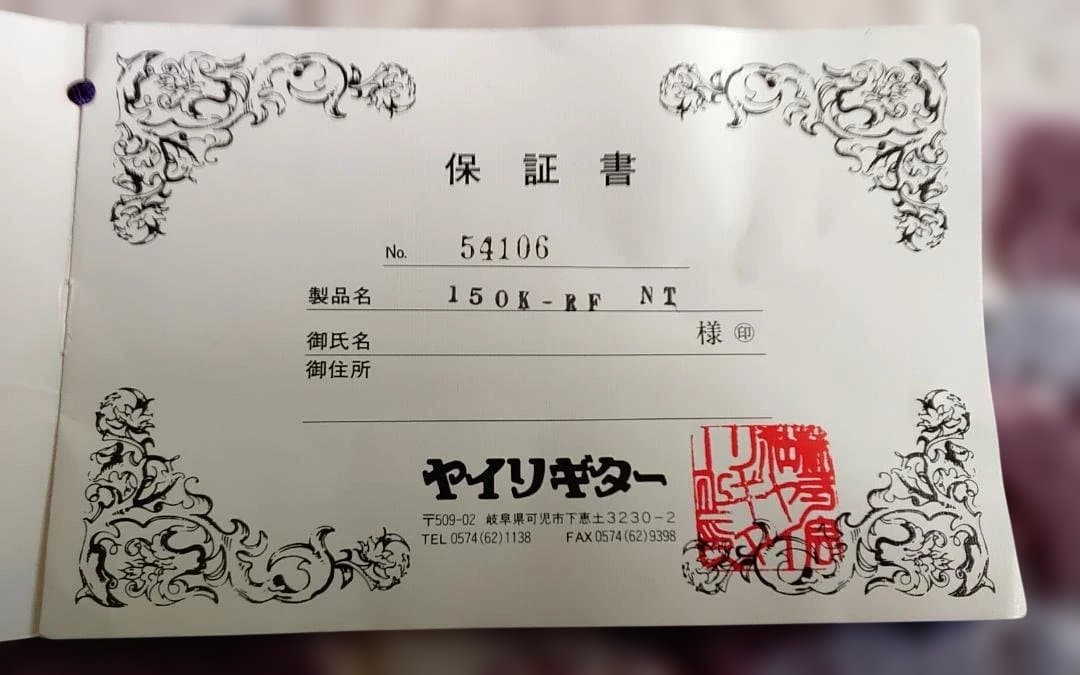 保証書
No. 54106
製品名 150K-RF NT
御氏名 様 ㊞
御住所
ヤイリギター
〒509-02 岐阜県可児市下恵土3230-2
TEL 0574(62)1138 FAX 0574(62)9398